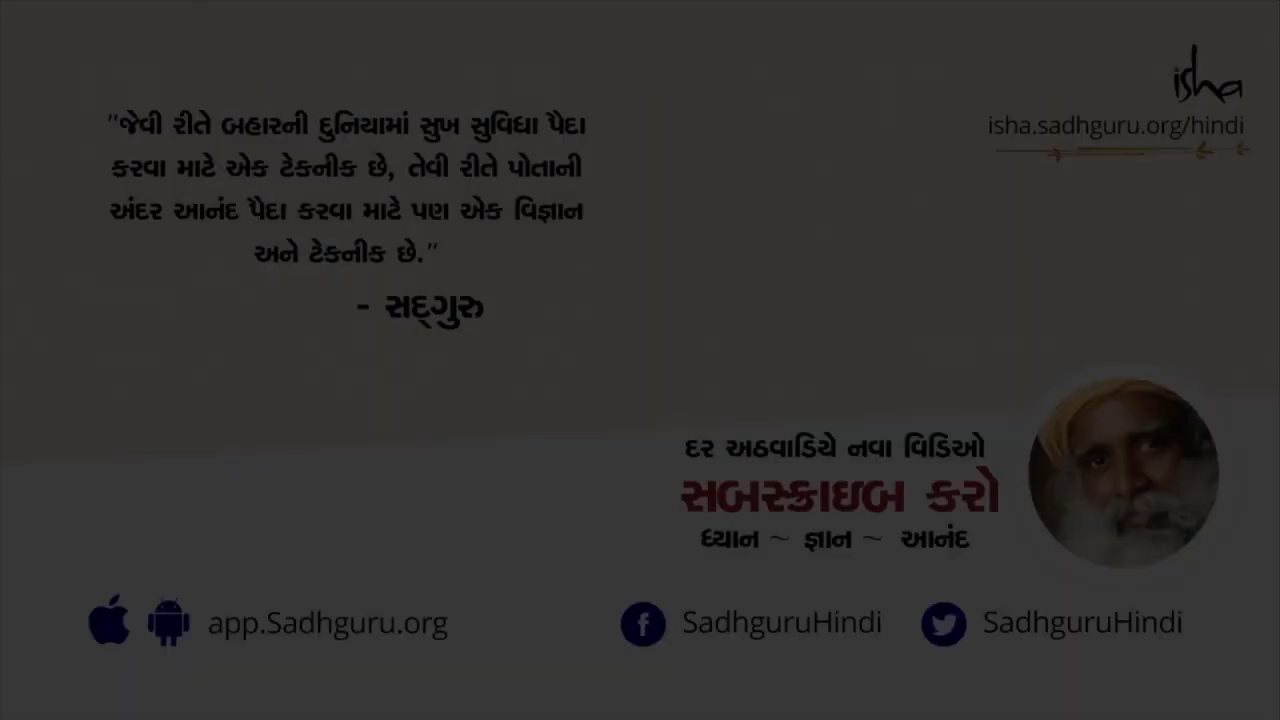 "જેવી રીતે બહારની દુનિયામાં સુખ સુવિધા પૈદા
કરવા માટે એક ટેકનીક છે, તેવી રીતે પોતાની
અંદર આનંદ પૈદા કરવા માટે પણ એક વિજ્ઞાન
અને ટેકનીક છે."
- સદ્‌ગુરુ
isha
isha.sadhguru.org/hindi
દર અઠવાડિયે નવા વિડિઓ
સબસ્ક્રાઇબ કરો
ધ્યાન ~ જ્ઞાન ~ આનંદ
app.Sadhguru.org
SadhguruHindi
SadhguruHindi